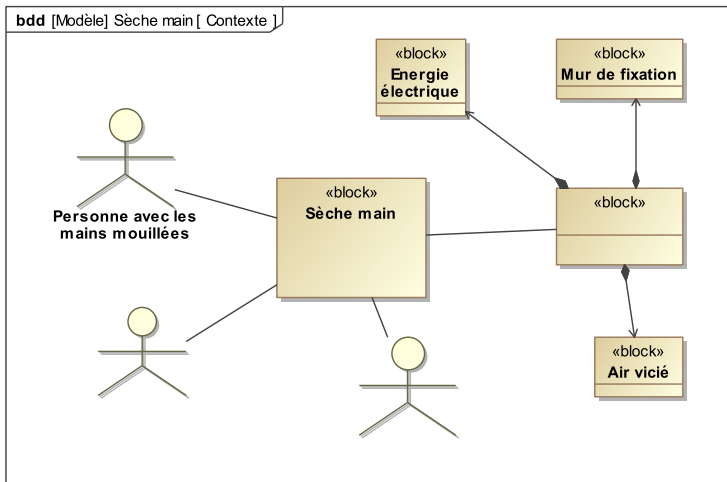 bdd [Modèle] Sèche main [ Contexte ]
«block»
Energie
électrique
«block»
Mur de fixation
Personne avec les
mains mouillées
«block»
Sèche main
«block»
«block»
Air vicié